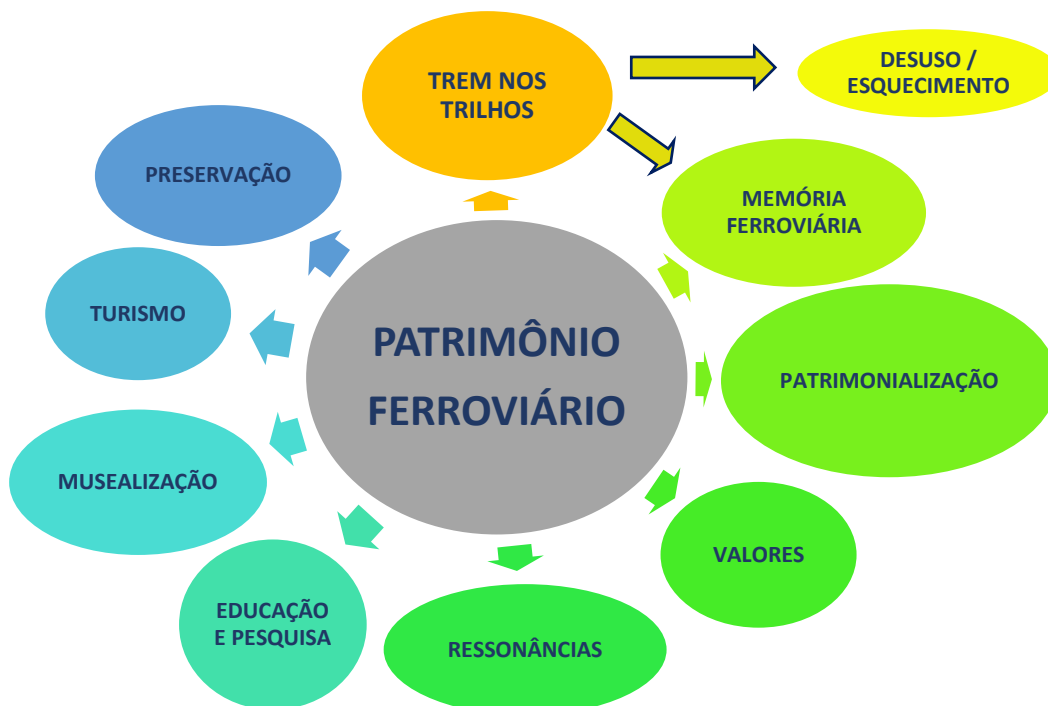 TREM NOS
TRILHOS
DESUSO /
ESQUECIMENTO
PRESERVAÇÃO
MEMÓRIA
FERROVIÁRIA
TURISMO
PATRIMÔNIO
FERROVIÁRIO
PATRIMONIALIZAÇÃO
MUSEALIZAÇÃO
VALORES
EDUCAÇÃO
E PESQUISA
RESSONÂNCIAS